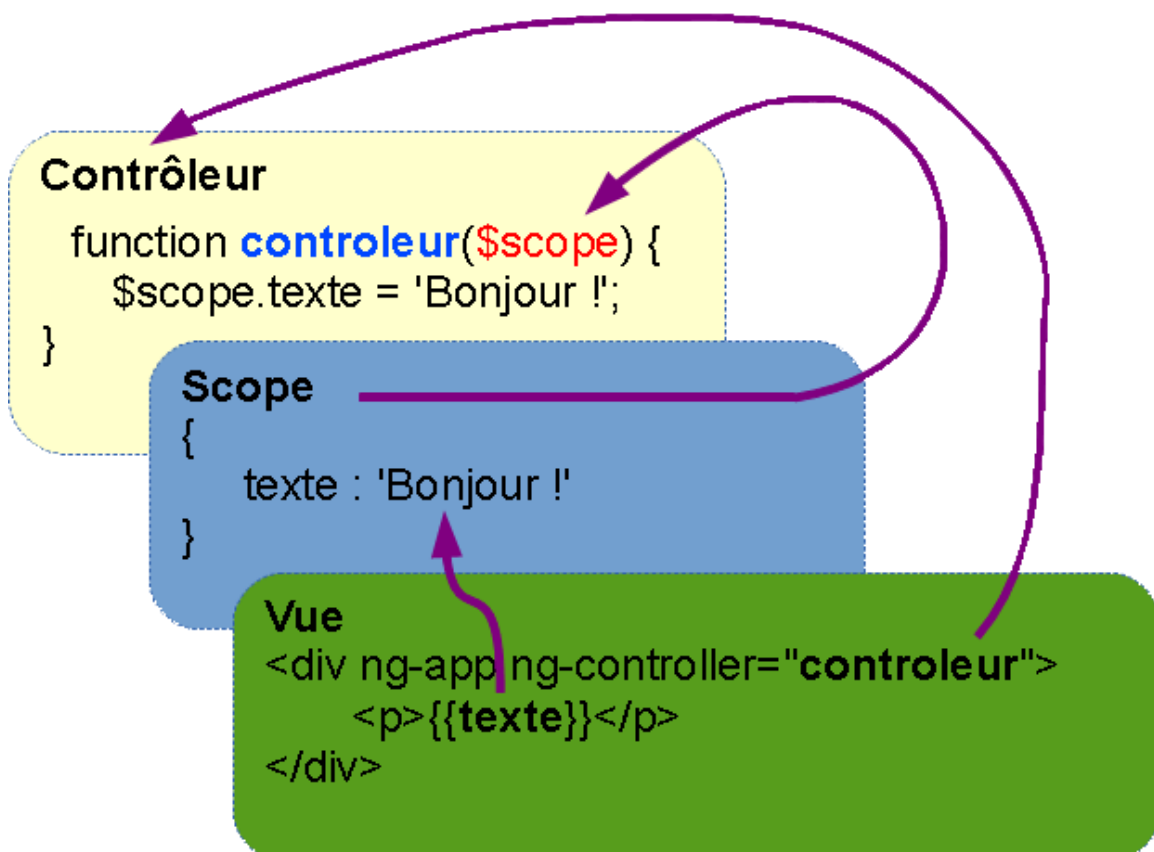 Contrôleur
function controleur($scope) {
$scope.texte = 'Bonjour !';
}
Scope
{
texte : 'Bonjour !'
}
Vue
<div ng-app ng-controller="controleur">
<p>{{texte}}</p>
</div>